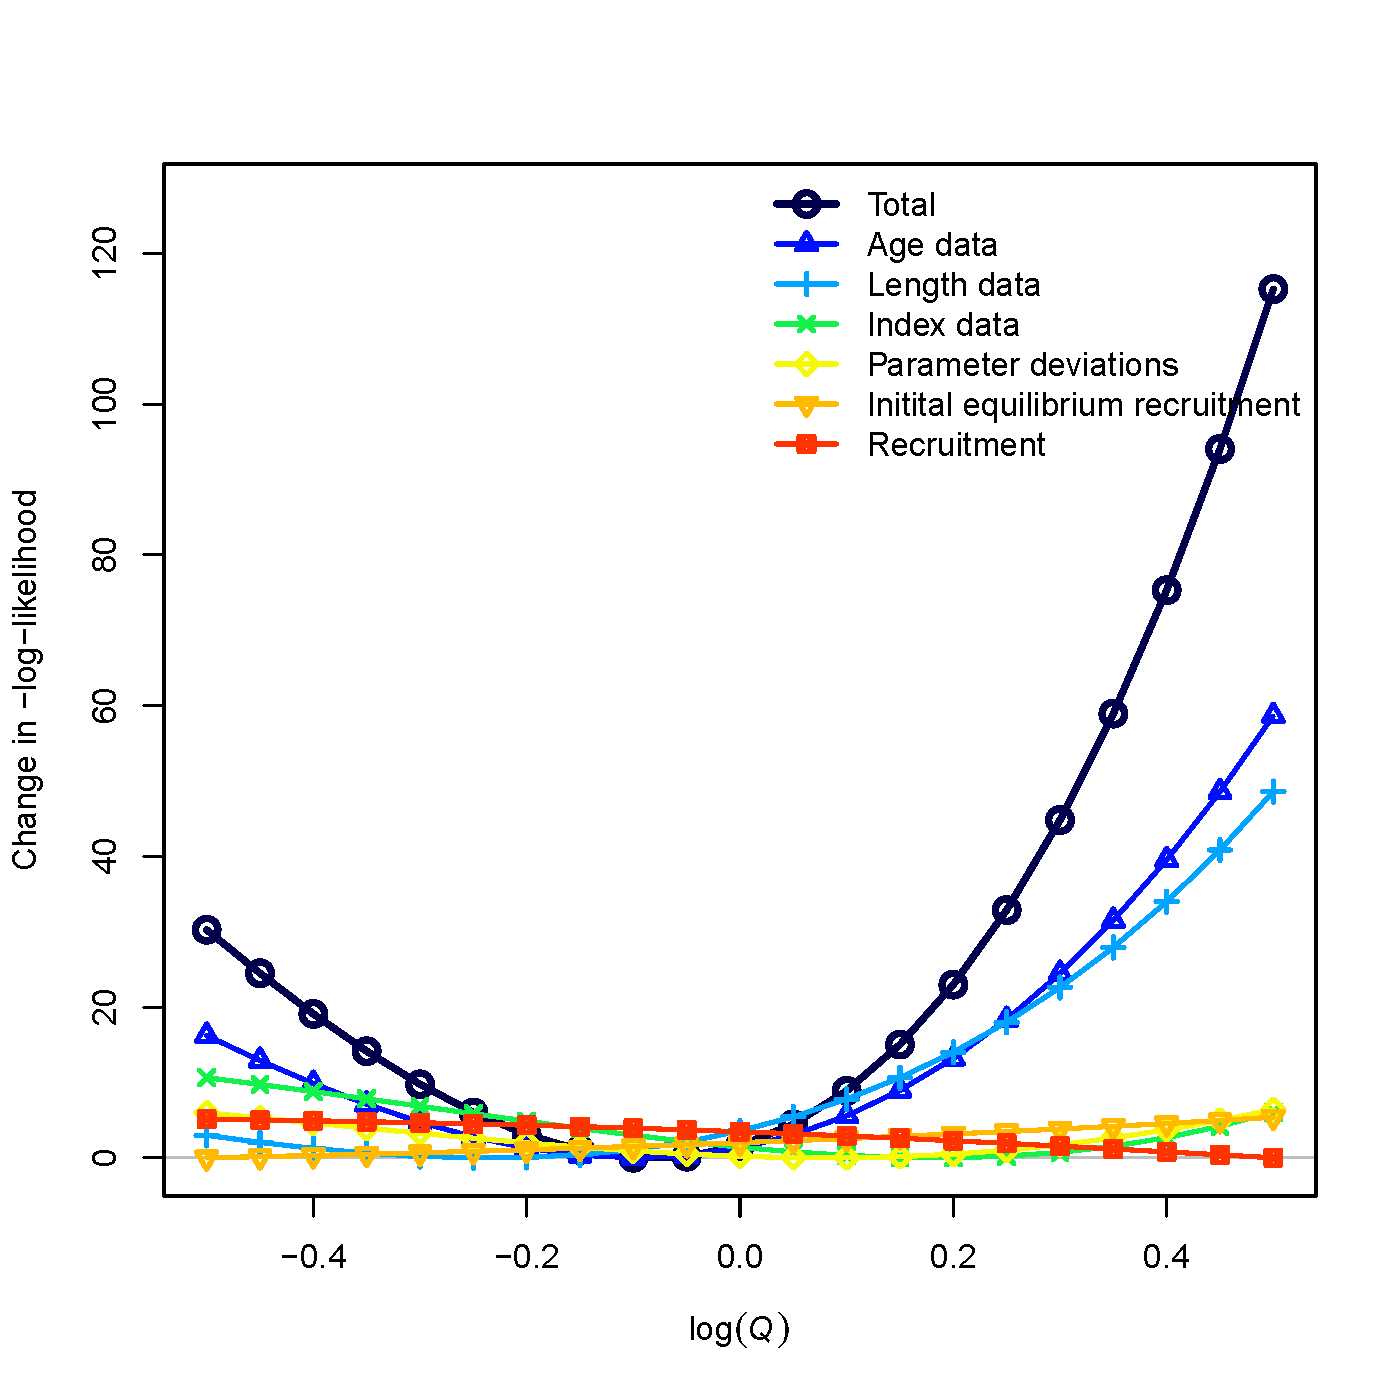 Total
Age data
Length data
Index data
Parameter deviations
Initital equilibrium recruitment
Recruitment
Change in −log−likelihood
120
100
80
60
40
20
0
−0.4 −0.2 0.0 0.2 0.4
log(Q)